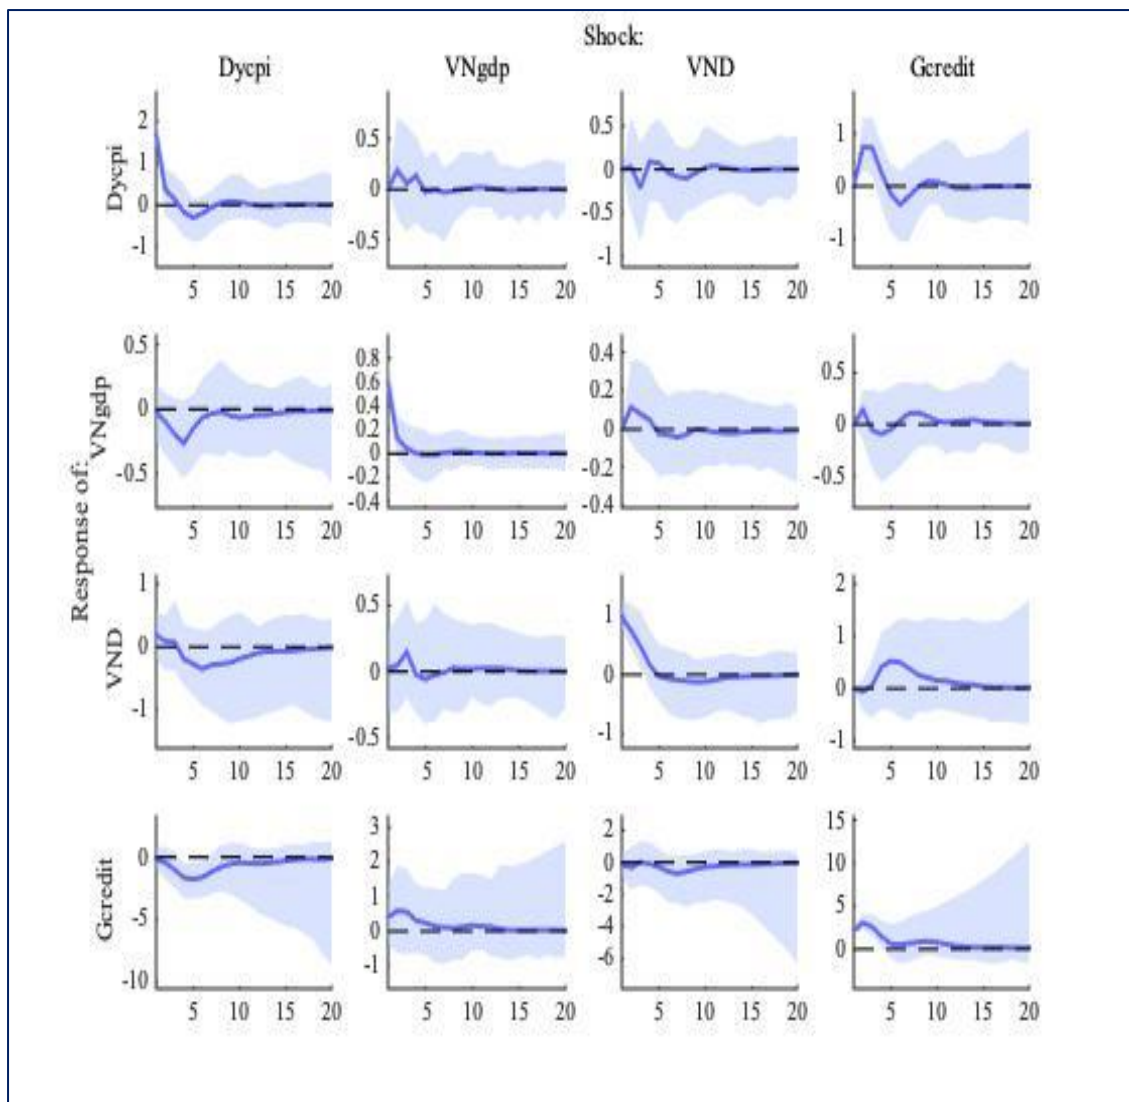 Shock:
Dycpi VNgdp VND Gcredit
Response of:
Dycpi
2 1 0 -1
0.5 0 -0.5
0.5 0 -0.5 -1
1 0 -1
5 10 15 20 5 10 15 20 5 10 15 20 5 10 15 20
VNgdp
0.5 0 -0.5
0.8 0.6 0.4 0.2 0 -0.2 -0.4
0.4 0.2 0 -0.2 -0.4
0.5 0 -0.5
5 10 15 20 5 10 15 20 5 10 15 20 5 10 15 20
VND
1 0 -1
0.5 0 -0.5
1 0 -1
2 1 0 -1
5 10 15 20 5 10 15 20 5 10 15 20 5 10 15 20
Gcredit
0 -5 -10
3 2 1 0 -1
2 0 -2 -4 -6
15 10 5 0
5 10 15 20 5 10 15 20 5 10 15 20 5 10 15 20